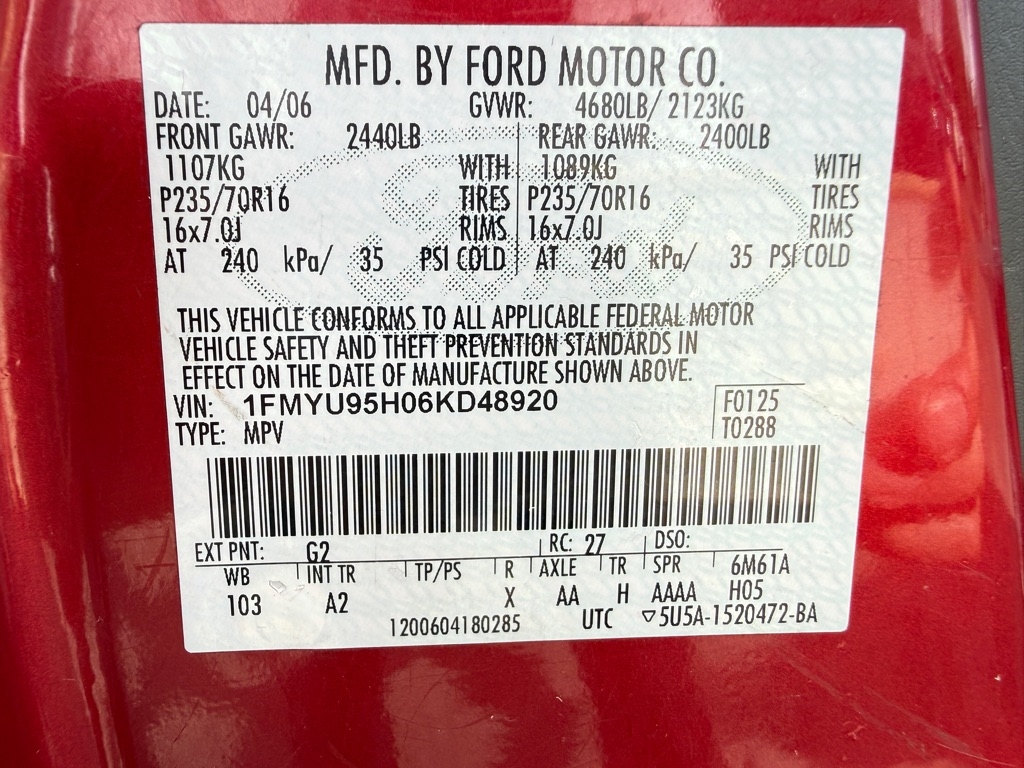 MFD. BY FORD MOTOR CO.
DATE: 04/06 GVWR: 4680LB/ 2123KG
FRONT GAWR: 2440LB REAR GAWR: 2400LB
1107KG WITH 1089KG WITH
P235/70R16 TIRES P235/70R16 TIRES
16x7.0J RIMS 16x7.0J RIMS
AT 240 kPa/ 35 PSI COLD AT 240 kPa/ 35 PSI COLD
THIS VEHICLE CONFORMS TO ALL APPLICABLE FEDERAL MOTOR
VEHICLE SAFETY AND THEFT PREVENTION STANDARDS IN
EFFECT ON THE DATE OF MANUFACTURE SHOWN ABOVE.
VIN: 1FMYU95H06KD48920 F0125
TYPE: MPV T0288
EXT PNT: G2 RC: 27 DSO:
WB INT TR TP/PS R AXLE TR SPR 6M61A
103 A2 X AA H AAAA H05
1200604180285 UTC ▽5U5A-1520472-BA